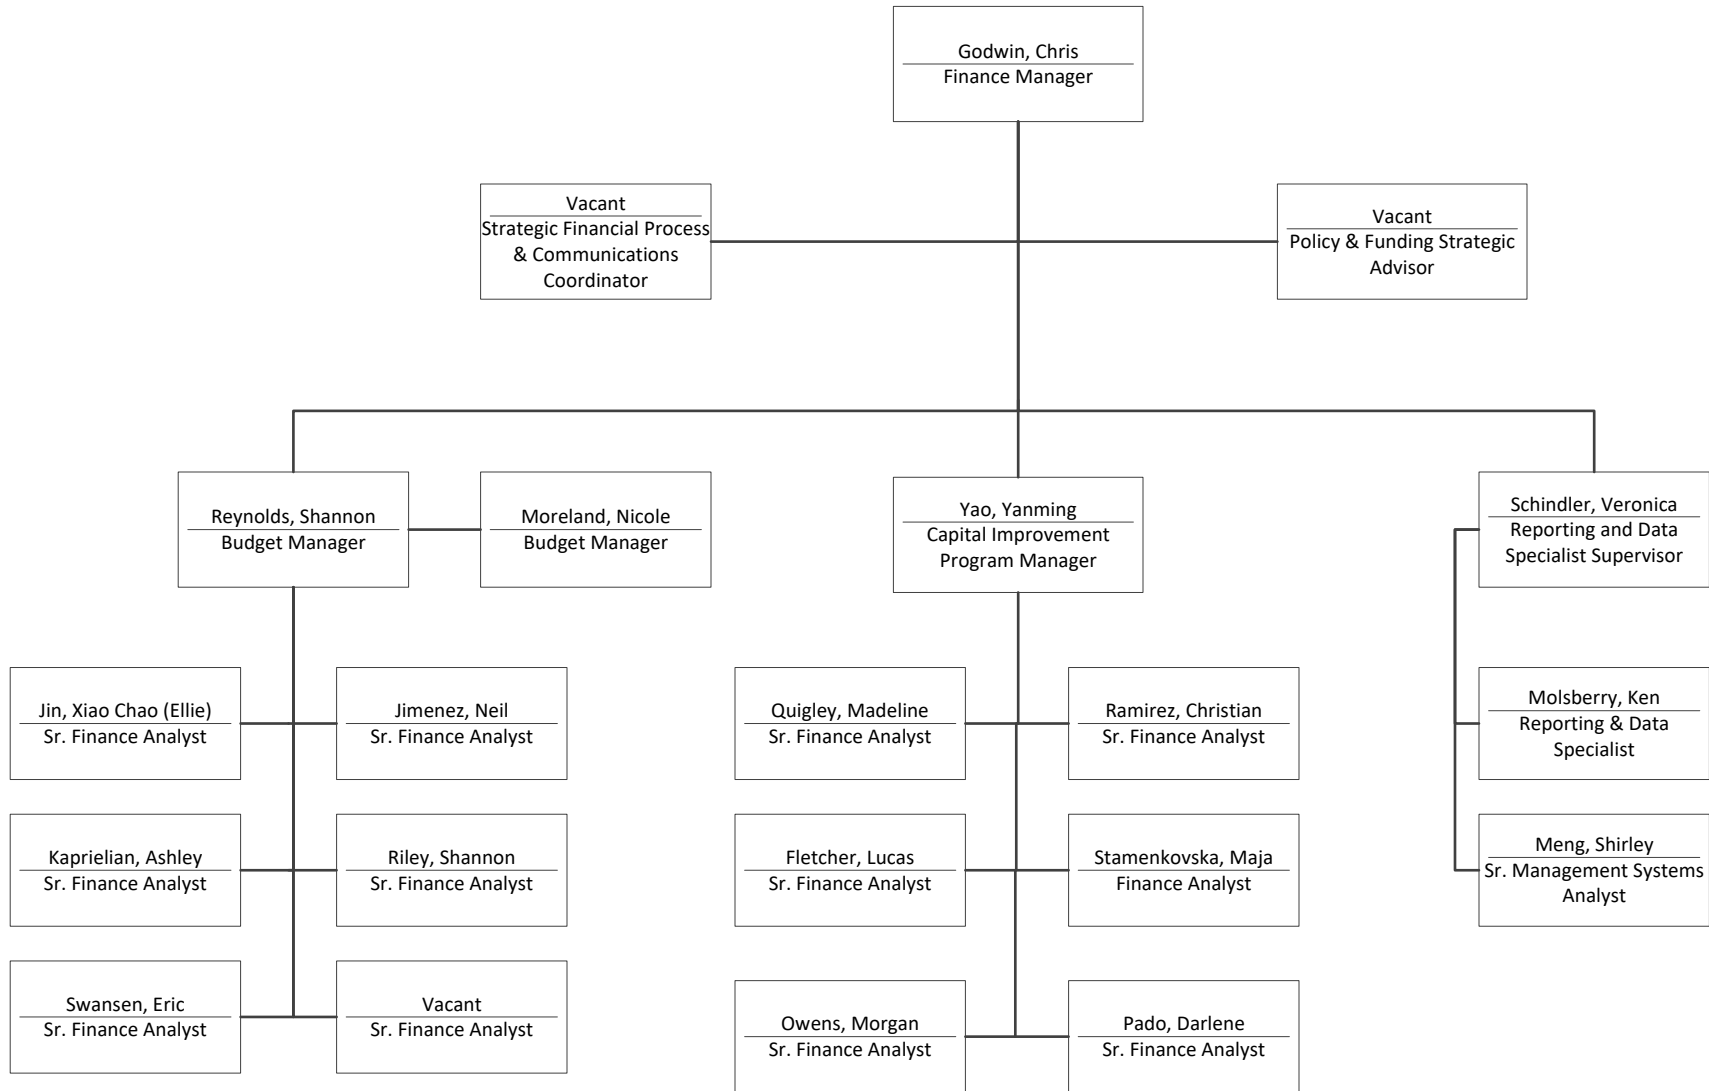 Godwin, Chris
Finance Manager
Vacant
Strategic Financial Process
& Communications
Coordinator
Vacant
Policy & Funding Strategic
Advisor
Reynolds, Shannon
Budget Manager
Moreland, Nicole
Budget Manager
Yao, Yanming
Capital Improvement
Program Manager
Schindler, Veronica
Reporting and Data
Specialist Supervisor
Jin, Xiao Chao (Ellie)
Sr. Finance Analyst
Jimenez, Neil
Sr. Finance Analyst
Quigley, Madeline
Sr. Finance Analyst
Ramirez, Christian
Sr. Finance Analyst
Molsberry, Ken
Reporting & Data
Specialist
Kaprielian, Ashley
Sr. Finance Analyst
Riley, Shannon
Sr. Finance Analyst
Fletcher, Lucas
Sr. Finance Analyst
Stamenkovska, Maja
Finance Analyst
Meng, Shirley
Sr. Management Systems
Analyst
Swansen, Eric
Sr. Finance Analyst
Vacant
Sr. Finance Analyst
Owens, Morgan
Sr. Finance Analyst
Pado, Darlene
Sr. Finance Analyst